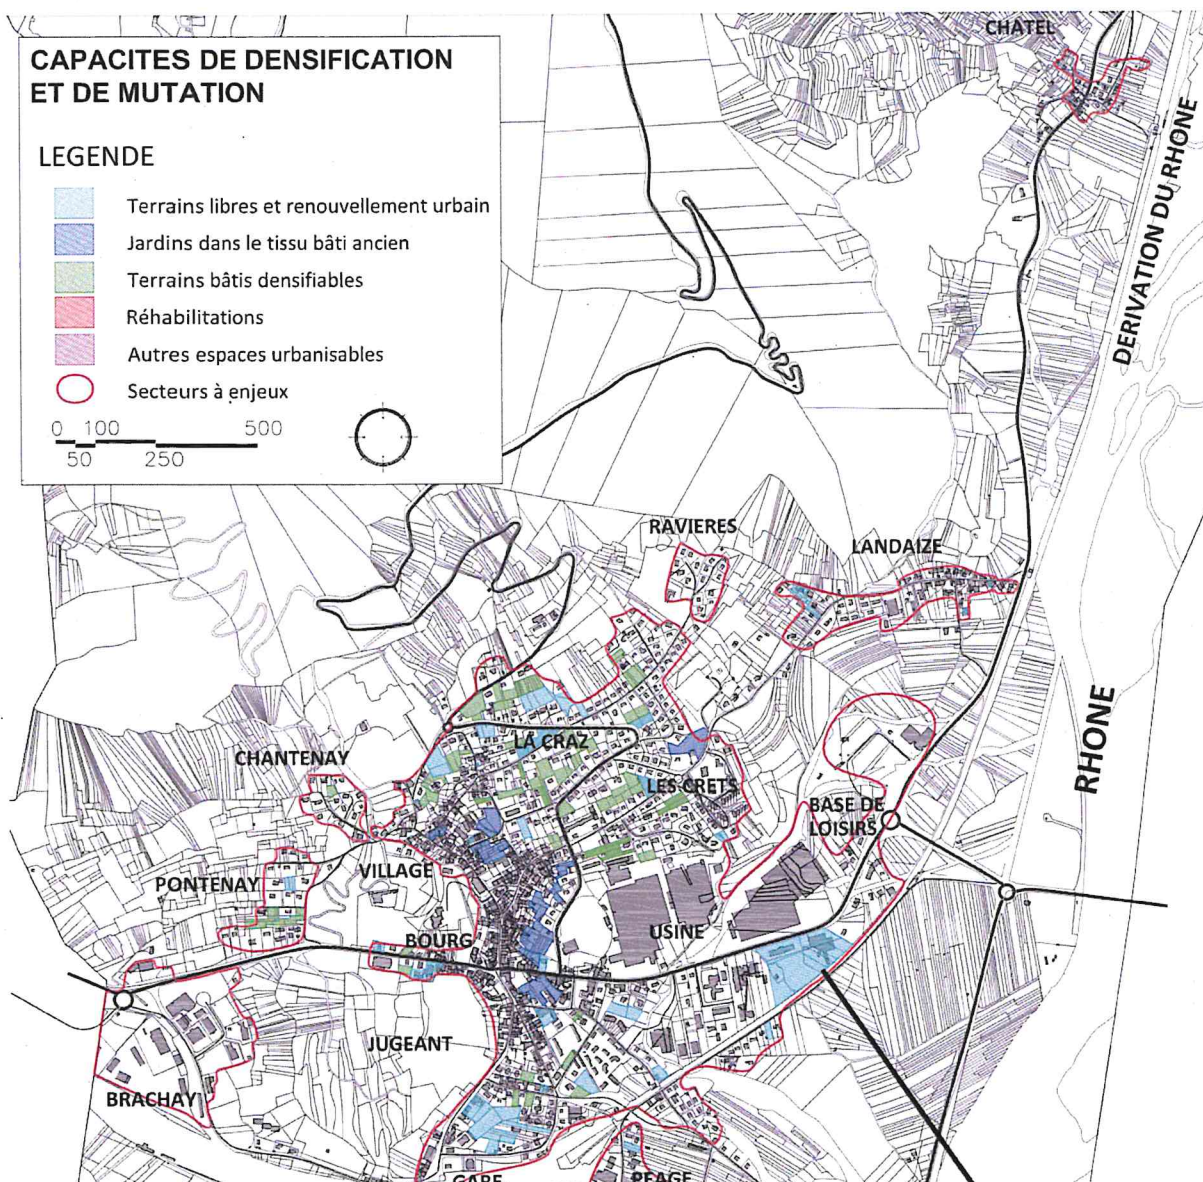 CAPACITES DE DENSIFICATION
ET DE MUTATION
LEGENDE
Terrains libres et renouvellement urbain
Jardins dans le tissu bâti ancien
Terrains bâtis densifiables
Réhabilitations
Autres espaces urbanisables
Secteurs à enjeux
0 100 500
50 250
CHATEL
DERIVATION DU RHONE
RAVIERES
LANDAIZE
RHONE
LA CRAZ
CHANTENAY
LES CRETS
BASE DE
LOISIRS
VILLAGE
PONTENAY
BOURG
USINE
JUGEANT
BRACHAY
GARE
PEAGE